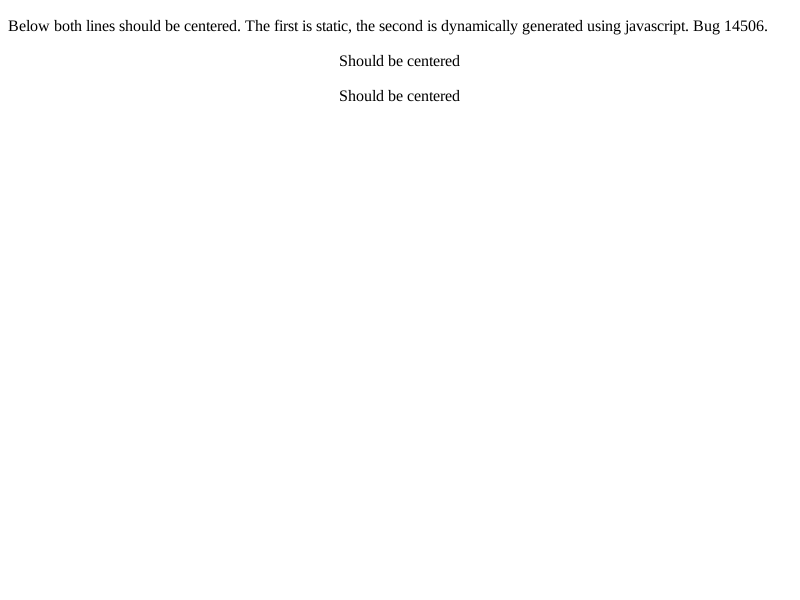 Below both lines should be centered. The first is static, the second is dynamically generated using javascript. Bug 14506.
Should be centered
Should be centered